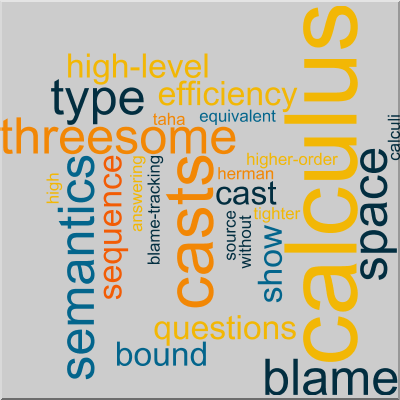 high-level
type
efficiency
taha
equivalent
threesome
calculus
calculi
semantics
high
sequence
answering
blame-tracking
casts
higher-order
herman
cast
space
source
without
tighter
show
questions
bound
blame